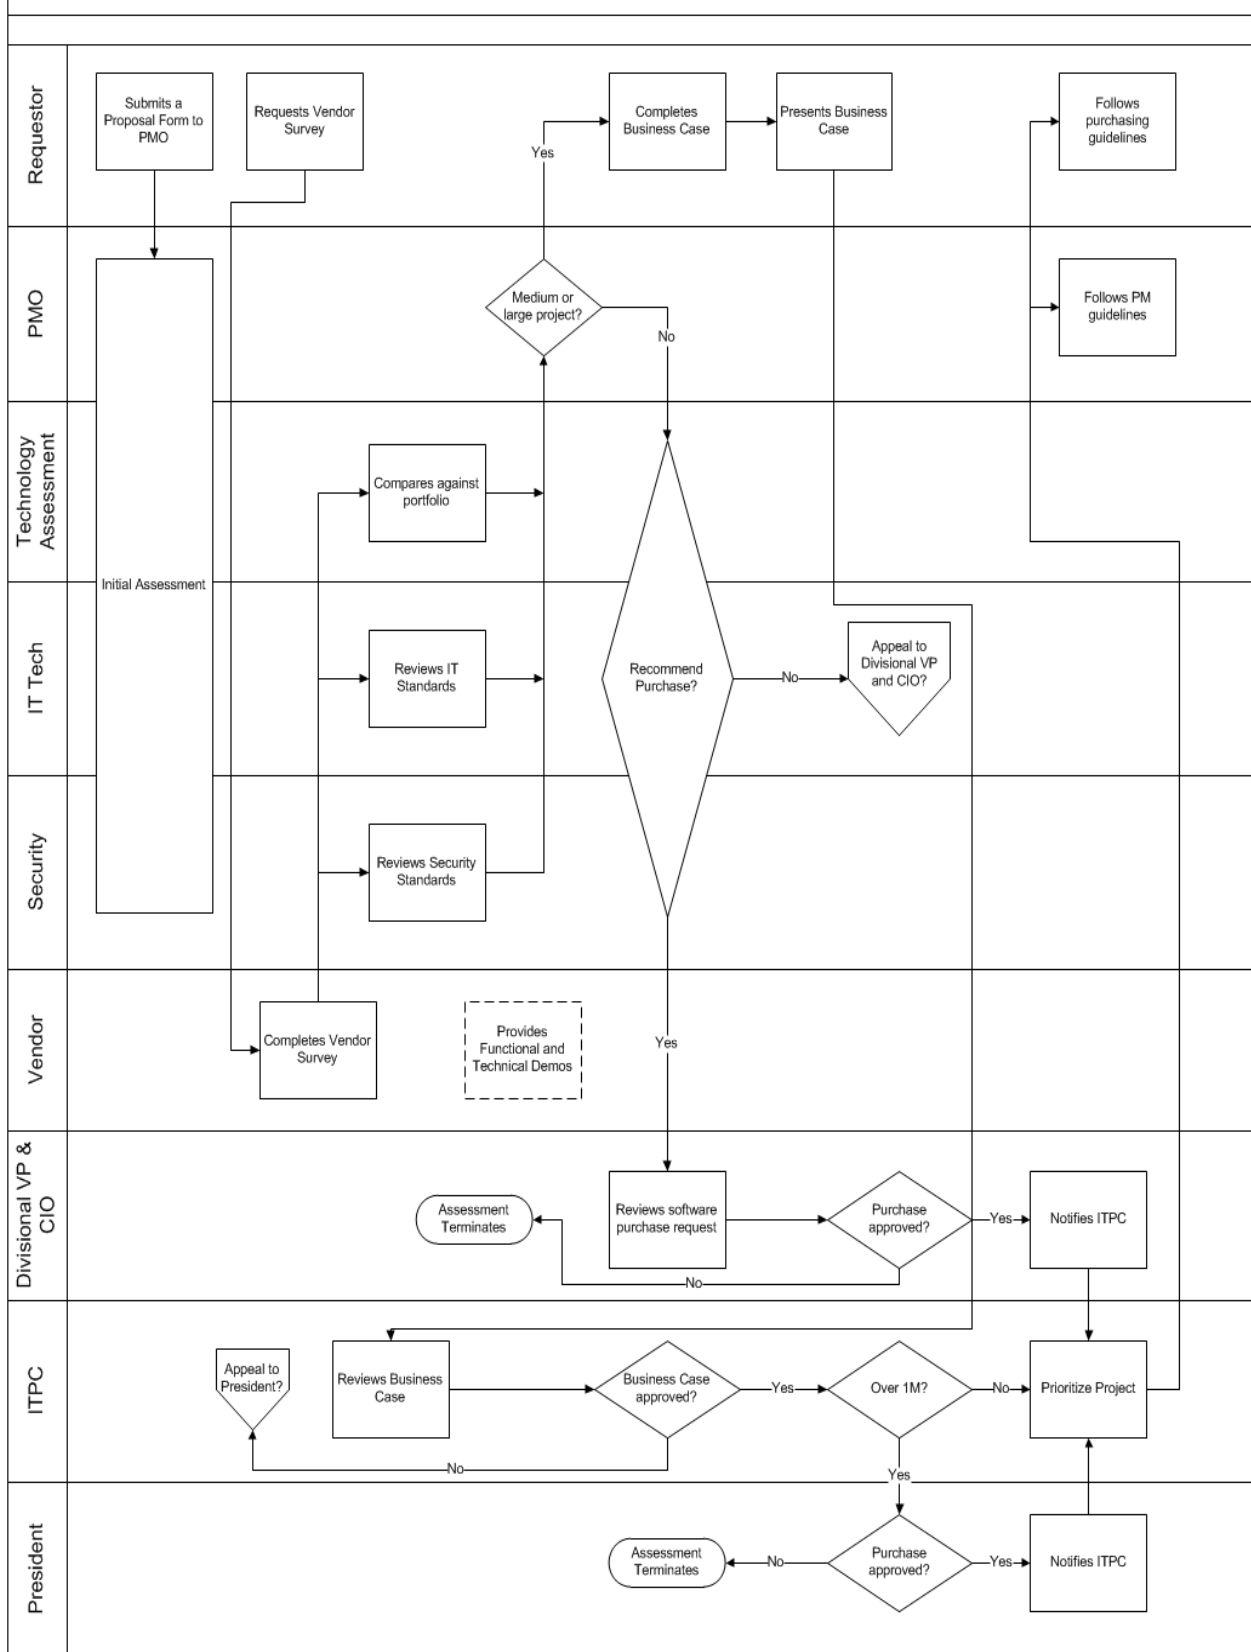 Requestor
Submits a
Proposal Form to
PMO
Requests Vendor
Survey
Yes
Completes
Business Case
Presents Business
Case
Follows
purchasing
guidelines
PMO
Medium or
large project?
No
Follows PM
guidelines
Technology
Assessment
Compares against
portfolio
Initial Assessment
IT Tech
Reviews IT
Standards
Recommend
Purchase?
No
Appeal to
Divisional VP
and CIO?
Security
Reviews Security
Standards
Vendor
Completes Vendor
Survey
Provides
Functional and
Technical Demos
Yes
Divisional VP &
CIO
Assessment
Terminates
Reviews software
purchase request
Purchase
approved?
Yes
Notifies ITPC
No
ITPC
Appeal to
President?
Reviews Business
Case
Business Case
approved?
Yes
Over 1M?
No
Prioritize Project
No
Yes
President
Assessment
Terminates
No
Purchase
approved?
Yes
Notifies ITPC